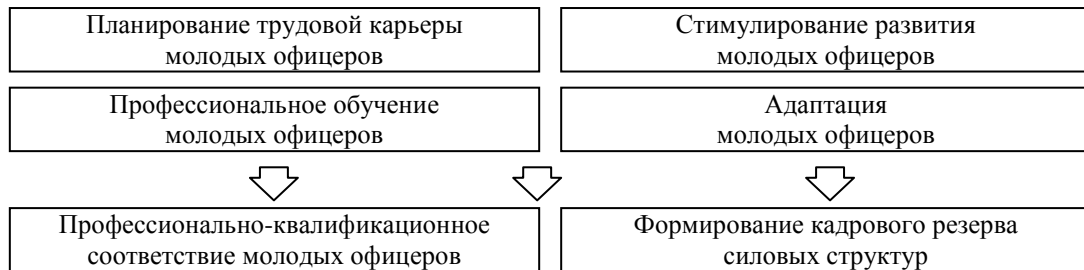 Планирование трудовой карьеры
молодых офицеров
Стимулирование развития
молодых офицеров
Профессиональное обучение
молодых офицеров
Адаптация
молодых офицеров
Профессионально-квалификационное
соответствие молодых офицеров
Формирование кадрового резерва
силовых структур